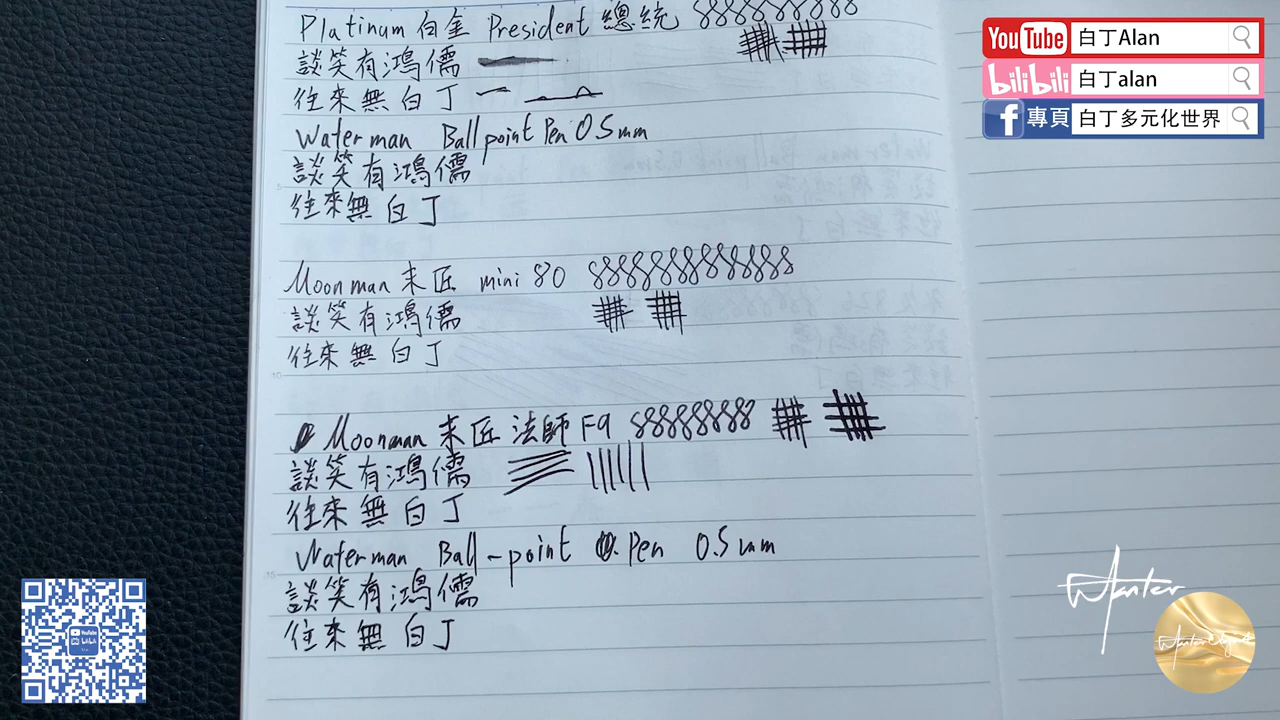 Platinum 白金 President 總統
談笑有鴻儒
往來無白丁
Waterman Ball point Pen 0.5mm
談笑有鴻儒
往來無白丁
Moonman 末匠 mini 80
談笑有鴻儒
往來無白丁
Moonman 末匠 法師 F9
談笑有鴻儒
往來無白丁
Waterman Ball-point Pen 0.5mm
談笑有鴻儒
往來無白丁
YouTube 白丁Alan
bilibili 白丁alan
f 專頁 白丁多元化世界
10
15